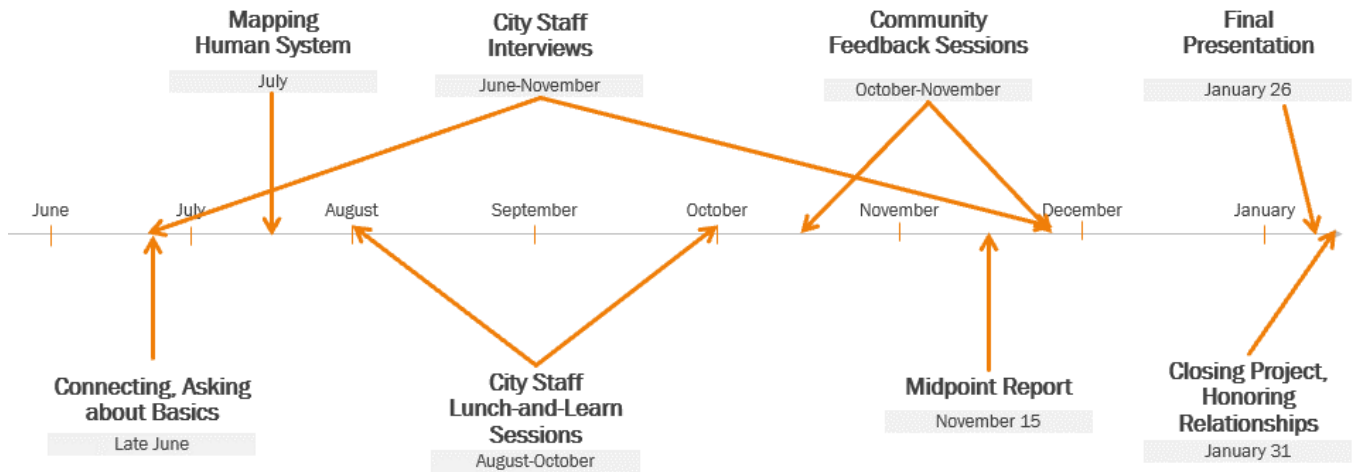 Mapping
Human System
July
City Staff
Interviews
June-November
Community
Feedback Sessions
October-November
Final
Presentation
January 26
June
July
August
September
October
November
December
January
Connecting, Asking
about Basics
Late June
City Staff
Lunch-and-Learn
Sessions
August-October
Midpoint Report
November 15
Closing Project,
Honoring
Relationships
January 31